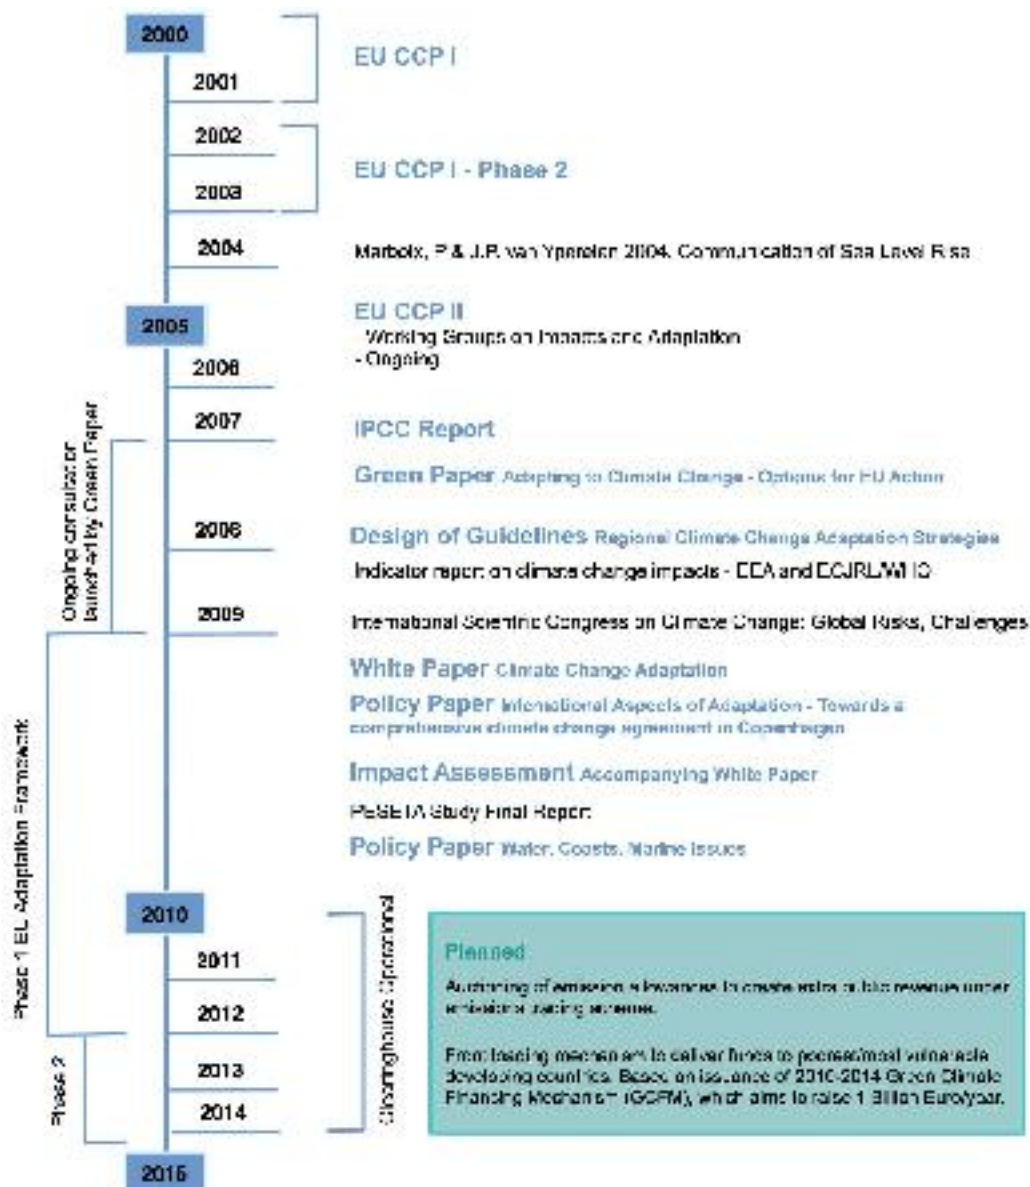 2000
EU CCP I
2001
2002
EU CCP I - Phase 2
2003
2004
Marbaix, P & J.P. van Ypersele 2004. Communication of Sea Level Rise
2005
EU CCP II
- Working Groups on Impacts and Adaptation
- Ongoing
2006
2007
IPCC Report
Green Paper Adapting to Climate Change - Options for EU Action
Ongoing consultation
launched by Green Paper
2008
Design of Guidelines Regional Climate Change Adaptation Strategies
Indicator report on climate change impacts - EEA and
2009
International Scientific Congress on Climate Change: Global Risks, Challenges
White Paper Climate Change Adaptation
Policy Paper International Aspects of Adaptation - Towards a
comprehensive climate change agreement in Copenhagen
Impact Assessment Accompanying White Paper
PESETA Study Final Report
Policy Paper Water, Coasts, Marine Issues
Phase 1 EU Adaptation Framework
2010
2011
2012
2013
2014
2015
Phase 2
Clearinghouse Operational
Planned
Auctioning of emission allowances to create extra public revenue under
emissions trading scheme.
Front loading mechanism to deliver funds to poorest/most vulnerable
developing countries. Based on issuance of 2010-2014 Green Climate
Financing Mechanism (GCFM), which aims to raise 1 Billion Euro/year.